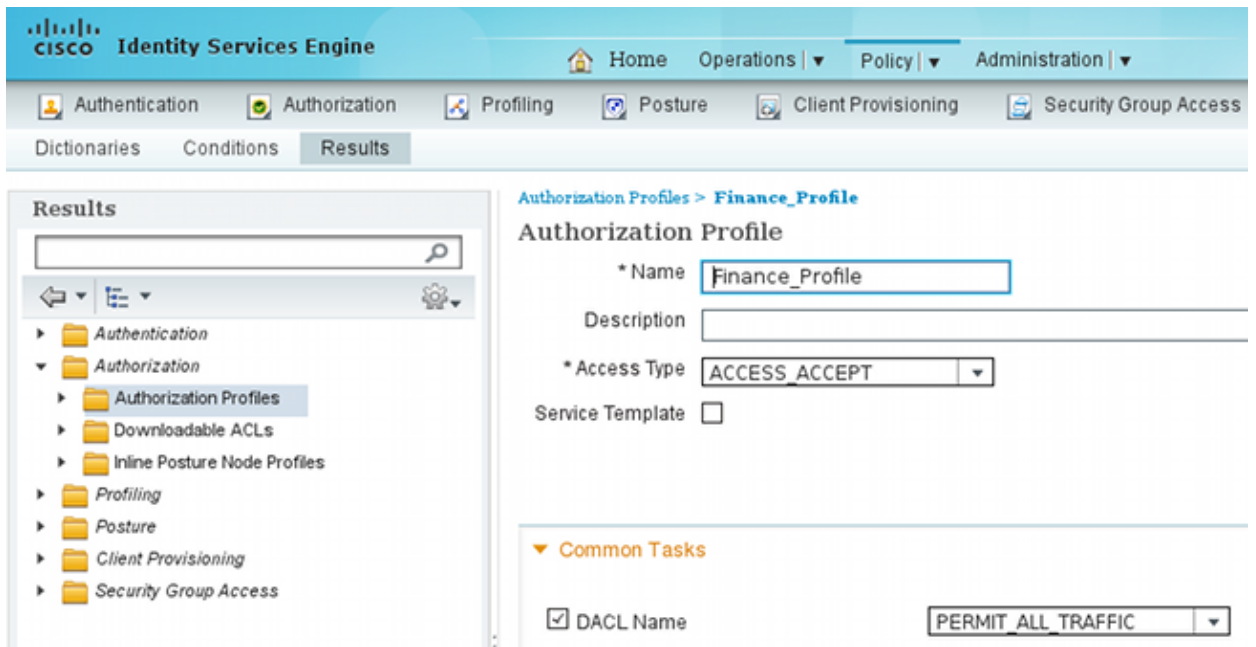 CISCO Identity Services Engine
Home Operations Policy Administration
Authentication Authorization Profiling Posture Client Provisioning Security Group Access
Dictionaries Conditions Results
Results
Authentication
Authorization
Authorization Profiles
Downloadable ACLs
Inline Posture Node Profiles
Profiling
Posture
Client Provisioning
Security Group Access
Authorization Profiles > Finance_Profile
Authorization Profile
* Name Finance_Profile
Description
* Access Type ACCESS_ACCEPT
Service Template
Common Tasks
DACL Name PERMIT_ALL_TRAFFIC